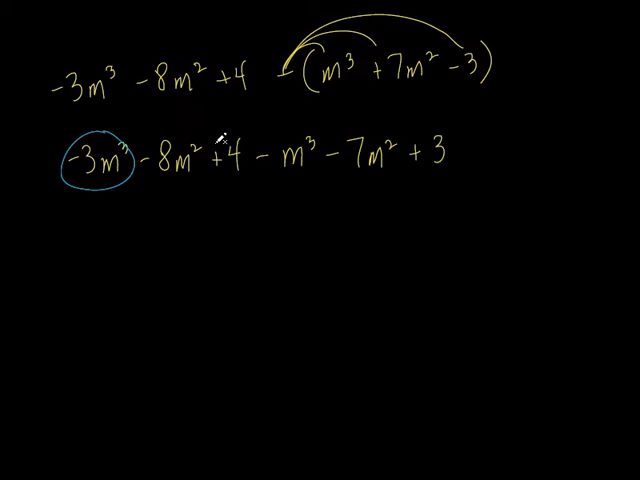 -3m³ -8m² +4 -(m³ +7m² -3)
-3m³ -8m² +4 - m³ - 7m² + 3